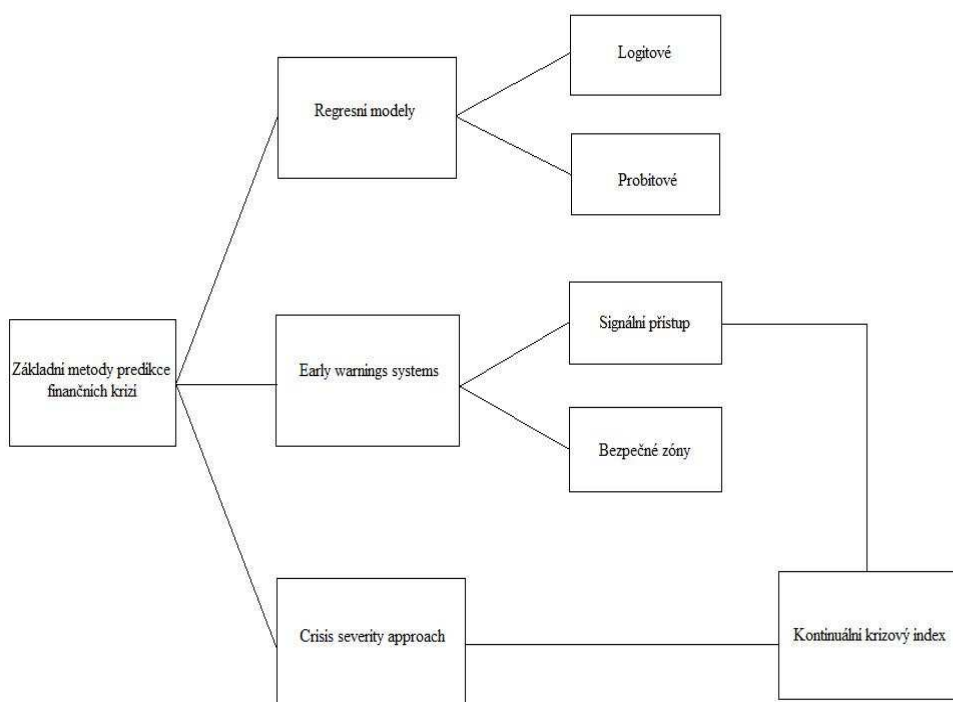 Logitové
Regresní modely
Probitové
Signální přístup
Základní metody predikce
finančních krizí
Early warnings systems
Bezpečné zóny
Crisis severity approach
Kontinuální krizový index